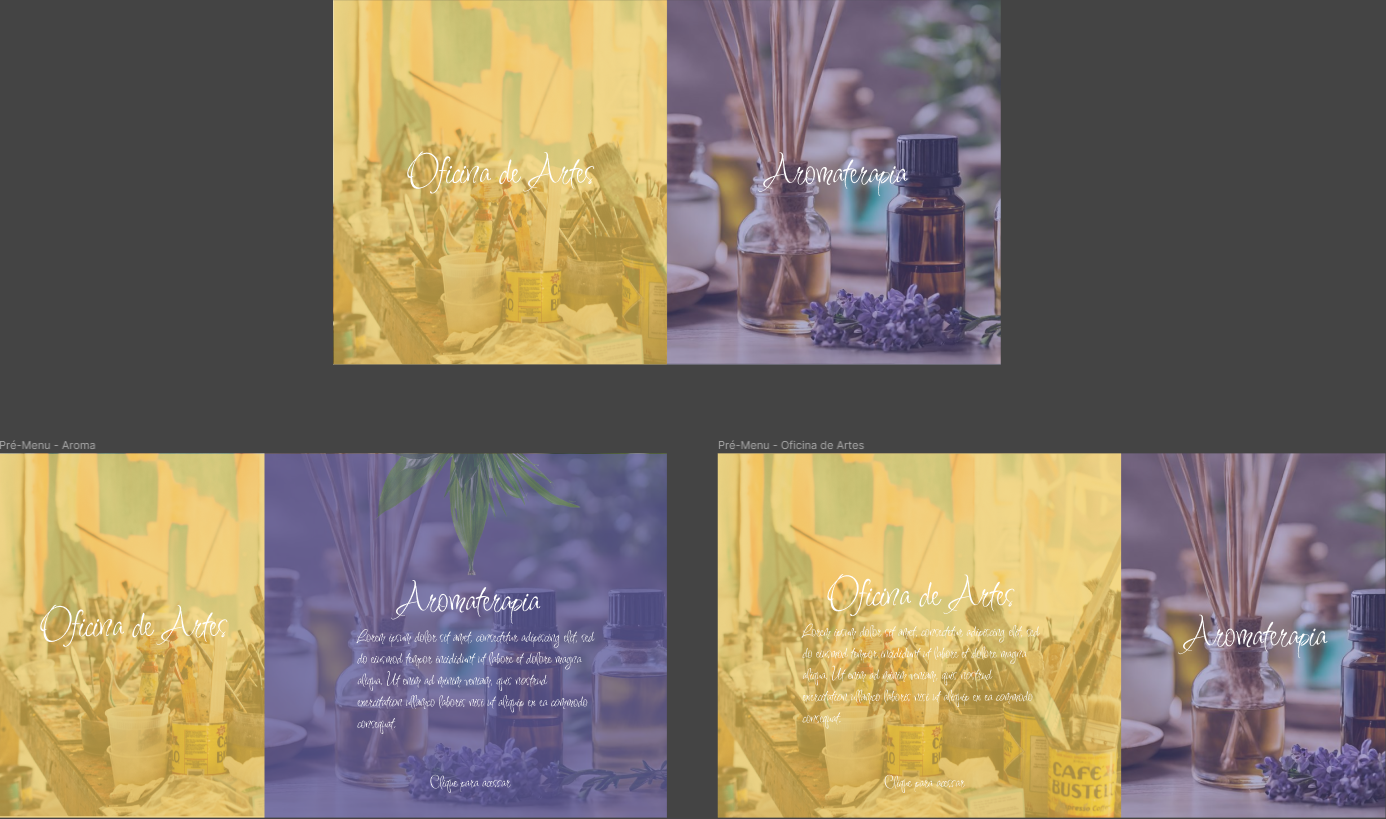 Oficina de Artes
Aromaterapia
Pré-Menu - Aroma
Oficina de Artes
Aromaterapia
Lorem ipsum dolor sit amet, consectetur adipiscing elit, sed
do eiusmod tempor incididunt ut labore et dolore magna
aliqua. Ut enim ad minim veniam, quis nostrud
exercitation ullamco laboris nisi ut aliquip ex ea commodo
consequat.
Clique para acessar
Pré-Menu - Oficina de Artes
Oficina de Artes
Lorem ipsum dolor sit amet, consectetur adipiscing elit, sed
do eiusmod tempor incididunt ut labore et dolore magna
aliqua. Ut enim ad minim veniam, quis nostrud
exercitation ullamco laboris nisi ut aliquip ex ea commodo
consequat.
Clique para acessar
CAFÉ
BUSTEL
Aromaterapia